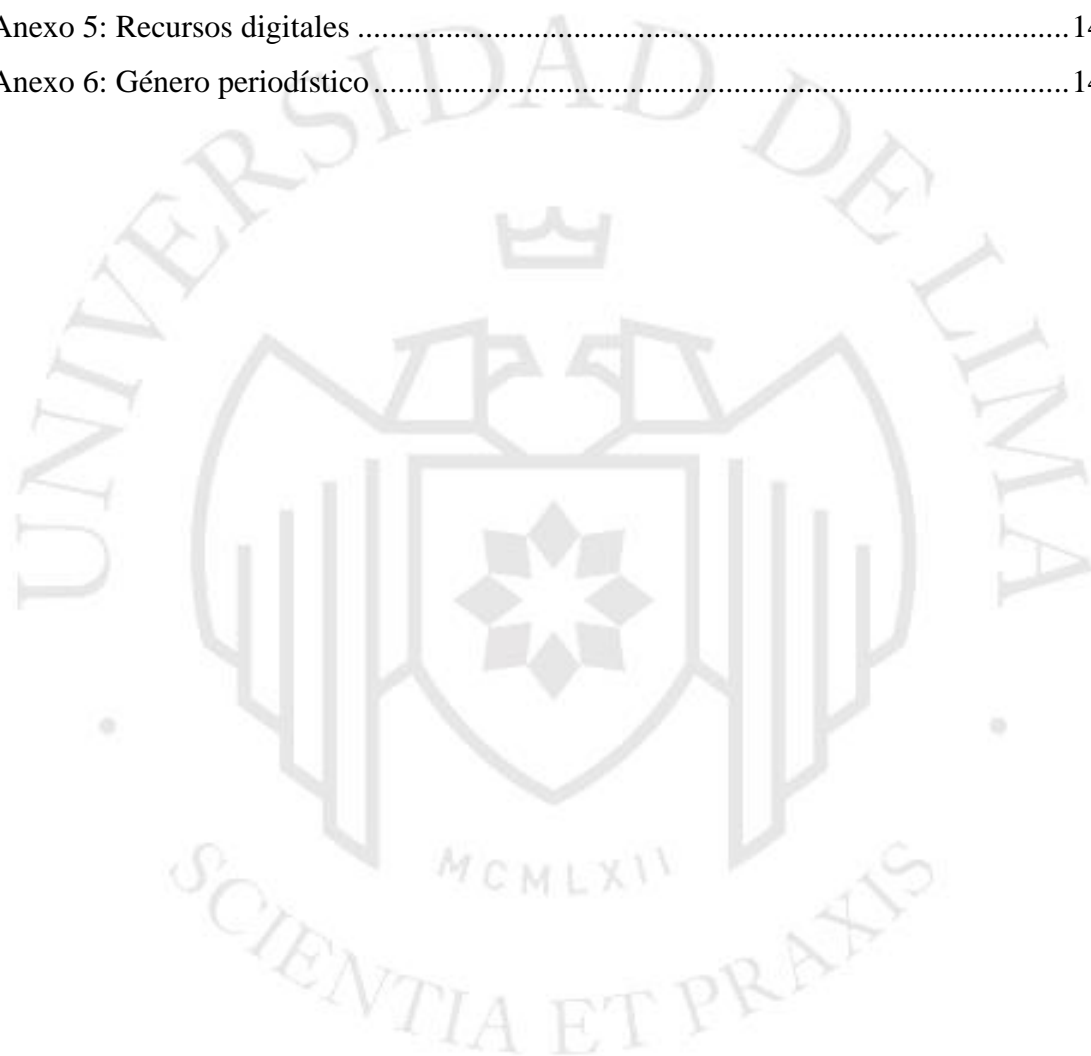 Anexo 5: Recursos digitales ........................................................................................ 14
Anexo 6: Género periodístico ...................................................................................... 14
UNIVERSIDAD DE LIMA
MCMLXII
SCIENTIA ET PRAXIS